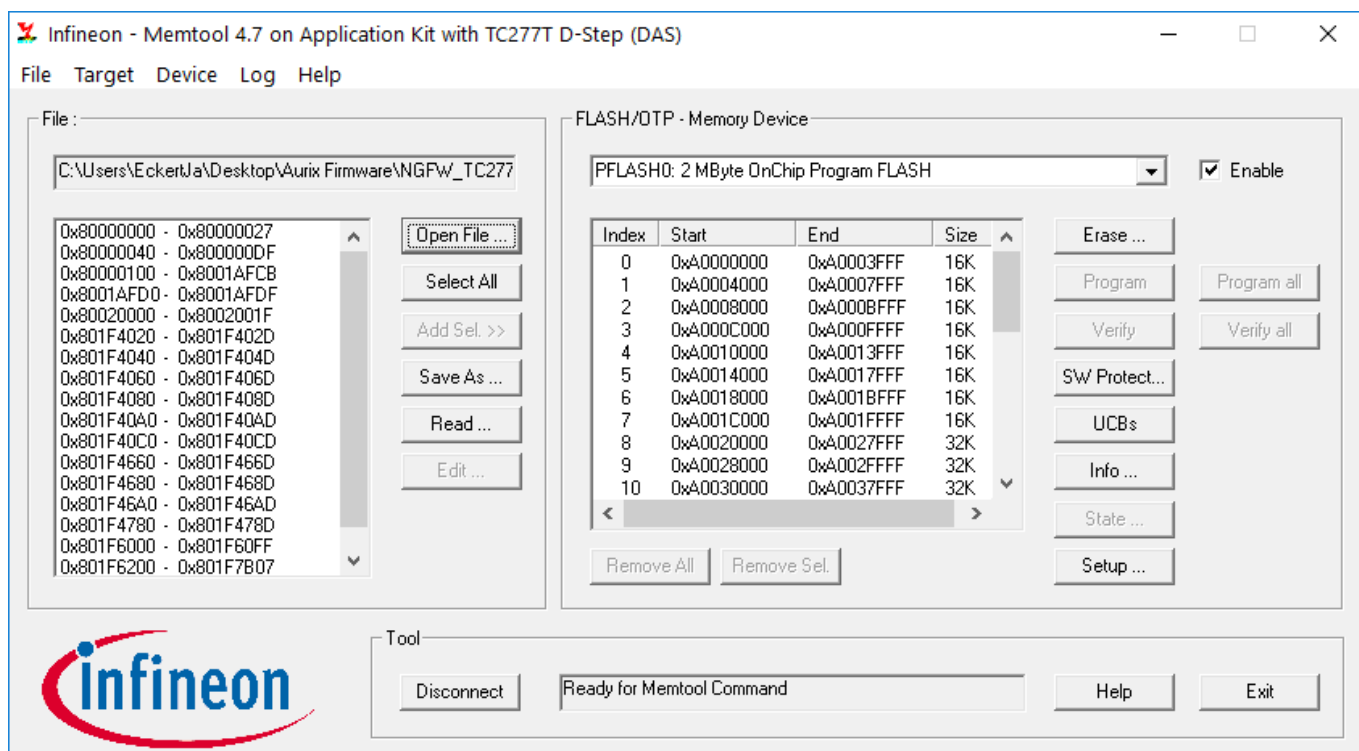 Infineon - Memtool 4.7 on Application Kit with TC277T D-Step (DAS)
File Target Device Log Help
File :
C:\Users\EckertJa\Desktop\Aurix Firmware\NGFW_TC277
0x80000000 - 0x80000027
0x80000040 - 0x800000DF
0x80000100 - 0x8001AFCB
0x8001AFD0 - 0x8001AFDF
0x80020000 - 0x8002001F
0x801F4020 - 0x801F402D
0x801F4040 - 0x801F404D
0x801F4060 - 0x801F406D
0x801F4080 - 0x801F408D
0x801F40A0 - 0x801F40AD
0x801F40C0 - 0x801F40CD
0x801F4660 - 0x801F466D
0x801F4680 - 0x801F468D
0x801F46A0 - 0x801F46AD
0x801F4780 - 0x801F478D
0x801F6000 - 0x801F60FF
0x801F6200 - 0x801F7B07
Open File ...
Select All
Add Sel. >>
Save As ...
Read ...
Edit ...
FLASH/OTP - Memory Device
PFLASH0: 2 MByte OnChip Program FLASH
Enable
Index Start End Size
0 0xA0000000 0xA0003FFF 16K
1 0xA0004000 0xA0007FFF 16K
2 0xA0008000 0xA000BFFF 16K
3 0xA000C000 0xA000FFFF 16K
4 0xA0010000 0xA0013FFF 16K
5 0xA0014000 0xA0017FFF 16K
6 0xA0018000 0xA001BFFF 16K
7 0xA001C000 0xA001FFFF 16K
8 0xA0020000 0xA0027FFF 32K
9 0xA0028000 0xA002FFFF 32K
10 0xA0030000 0xA0037FFF 32K
Remove All
Remove Sel.
Erase ...
Program
Program all
Verify
Verify all
SW Protect...
UCBs
Info ...
State ...
Setup ...
infineon
Tool
Disconnect
Ready for Memtool Command
Help
Exit